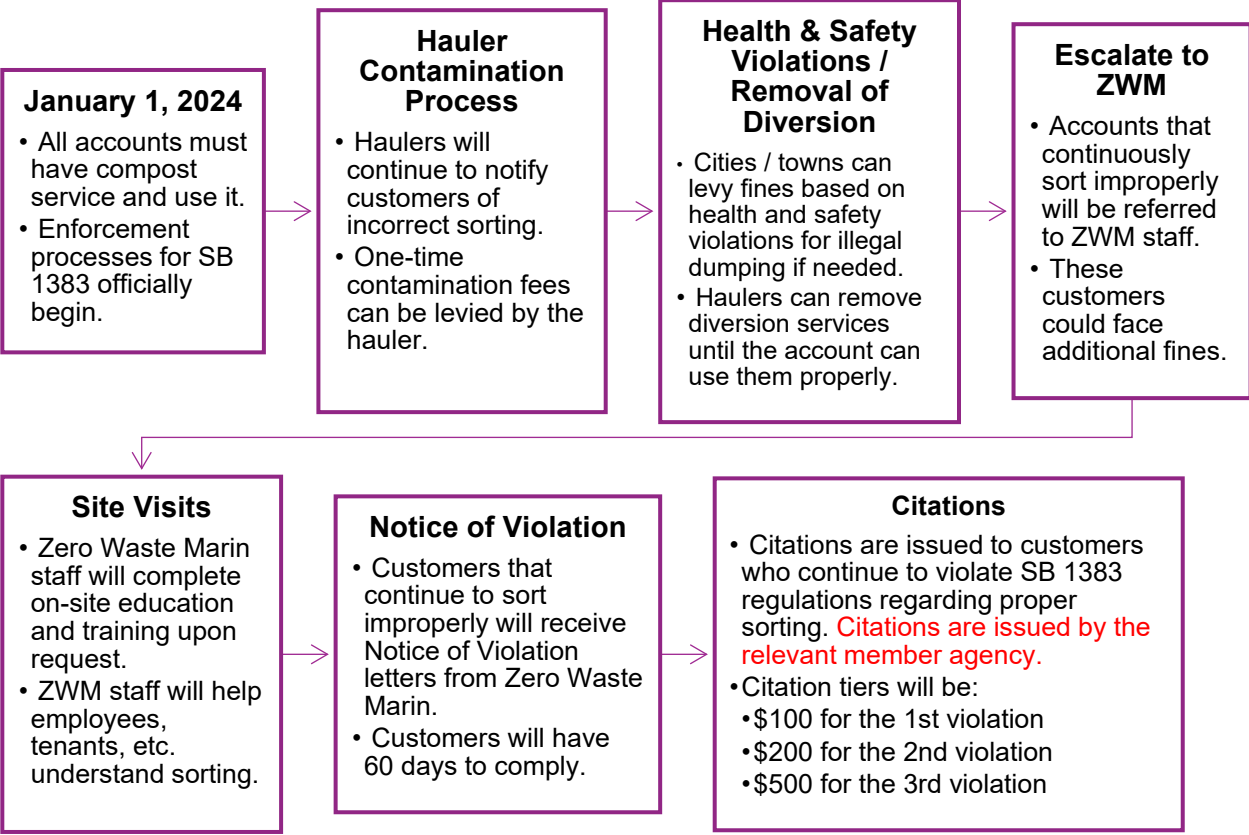 January 1, 2024
• All accounts must
have compost
service and use it.
• Enforcement
processes for SB
1383 officially
begin.
Hauler
Contamination
Process
• Haulers will
continue to notify
customers of
incorrect sorting.
• One-time
contamination fees
can be levied by the
hauler.
Health & Safety
Violations /
Removal of
Diversion
• Cities / towns can
levy fines based on
health and safety
violations for illegal
dumping if needed.
• Haulers can remove
diversion services
until the account can
use them properly.
Escalate to
ZWM
• Accounts that
continuously
sort improperly
will be referred
to ZWM staff.
• These
customers
could face
additional fines.
Site Visits
• Zero Waste Marin
staff will complete
on-site education
and training upon
request.
• ZWM staff will help
employees,
tenants, etc.
understand sorting.
Notice of Violation
• Customers that
continue to sort
improperly will receive
Notice of Violation
letters from Zero Waste
Marin.
• Customers will have
60 days to comply.
Citations
• Citations are issued to customers
who continue to violate SB 1383
regulations regarding proper
sorting. Citations are issued by the
relevant member agency.
•Citation tiers will be:
•$100 for the 1st violation
•$200 for the 2nd violation
•$500 for the 3rd violation